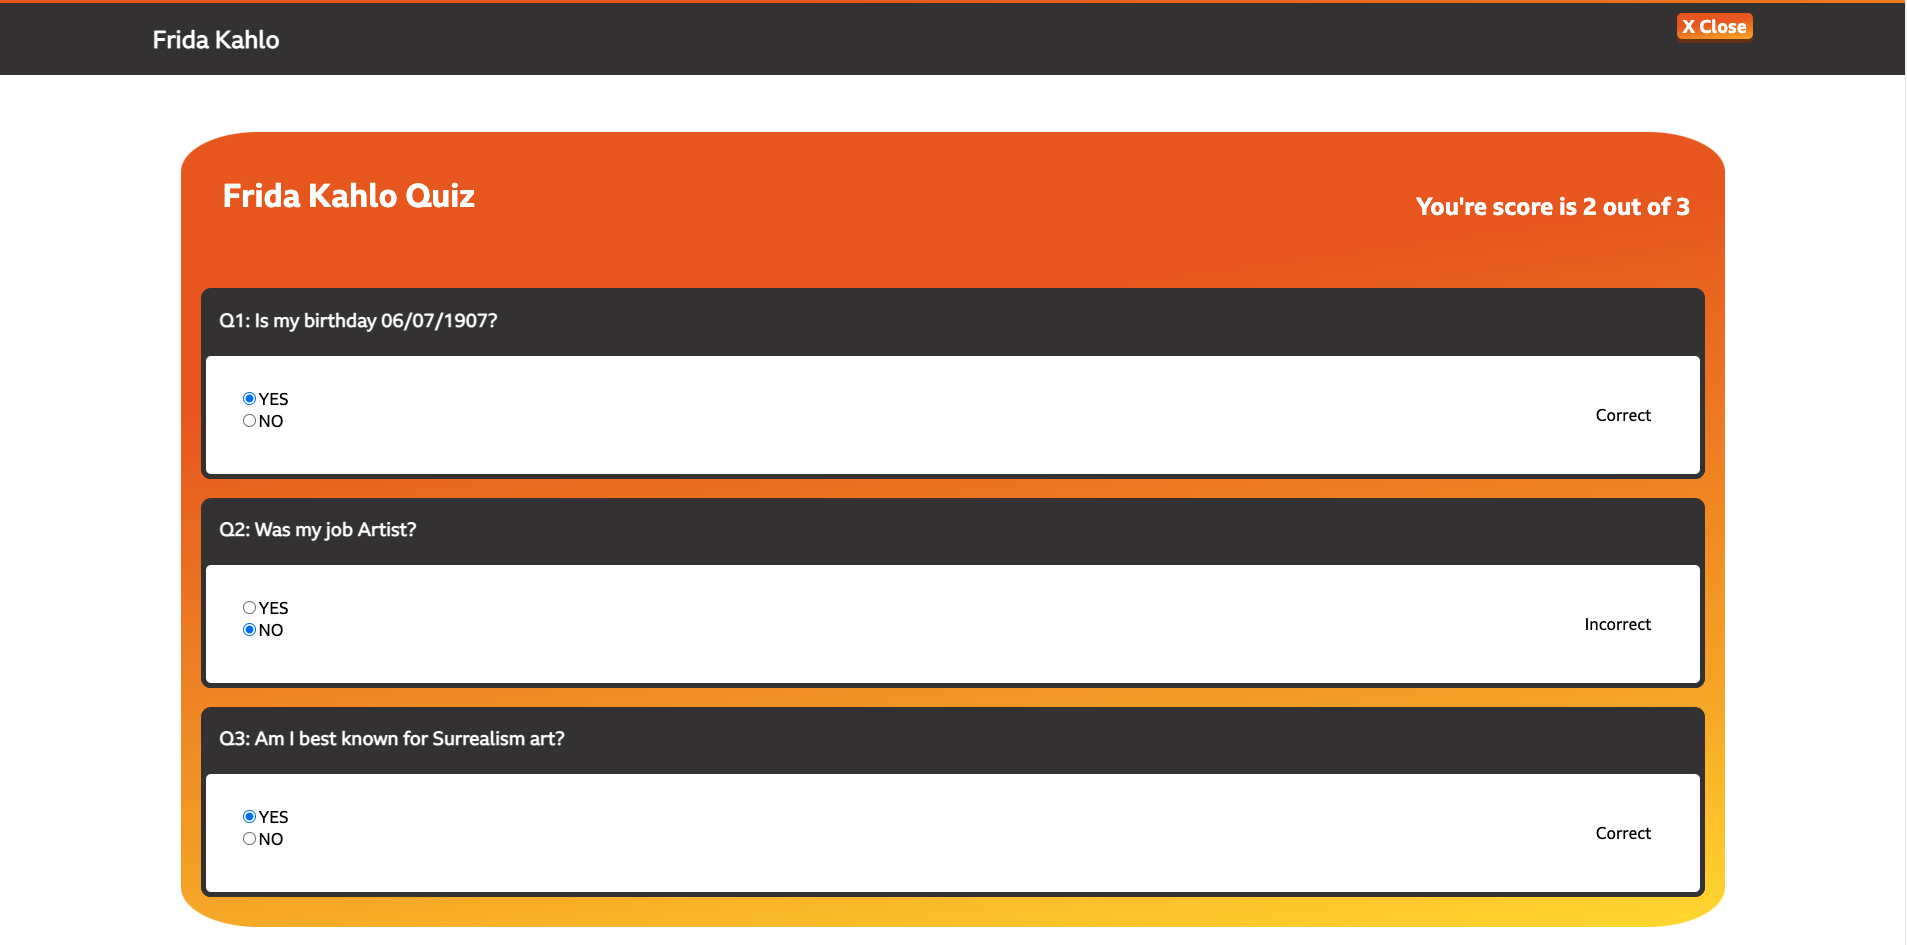 Frida Kahlo
X Close
Frida Kahlo Quiz
You're score is 2 out of 3
Q1: Is my birthday 06/07/1907?
YES
NO
Correct
Q2: Was my job Artist?
YES
NO
Incorrect
Q3: Am I best known for Surrealism art?
YES
NO
Correct